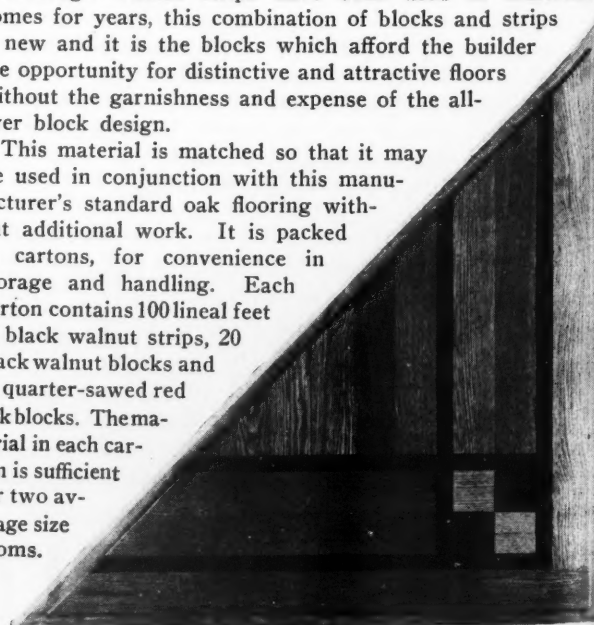 omes for years, this combination of blocks and strips
new and it is the blocks which afford the builder
e opportunity for distinctive and attractive floors
ithout the garnishness and expense of the all-
er block design.
This material is matched so that it may
e used in conjunction with this manu-
cturer's standard oak flooring with-
t additional work. It is packed
cartons, for convenience in
orage and handling. Each
rton contains 100 lineal feet
black walnut strips, 20
ack walnut blocks and
quarter-sawed red
k blocks. The ma-
rial in each car-
n is sufficient
r two av-
age size
oms.